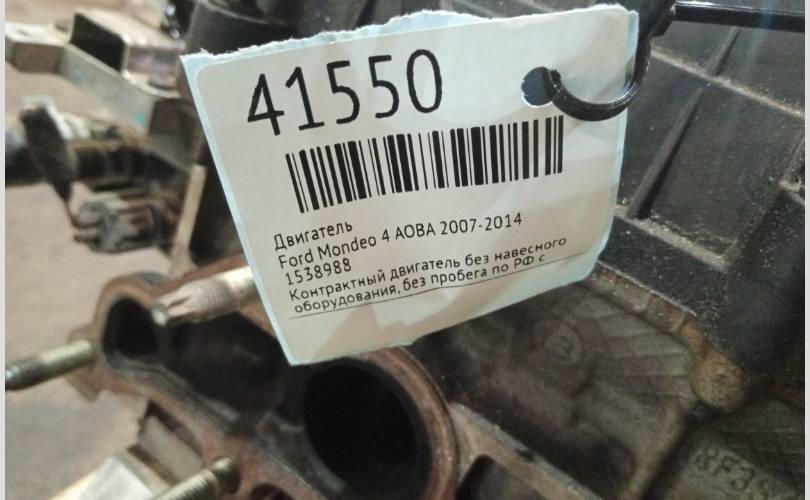 41550
Двигатель
Ford Mondeo 4 AOBA 2007-2014
1538988
Контрактный двигатель без навесного
оборудования, без пробега по РФ с